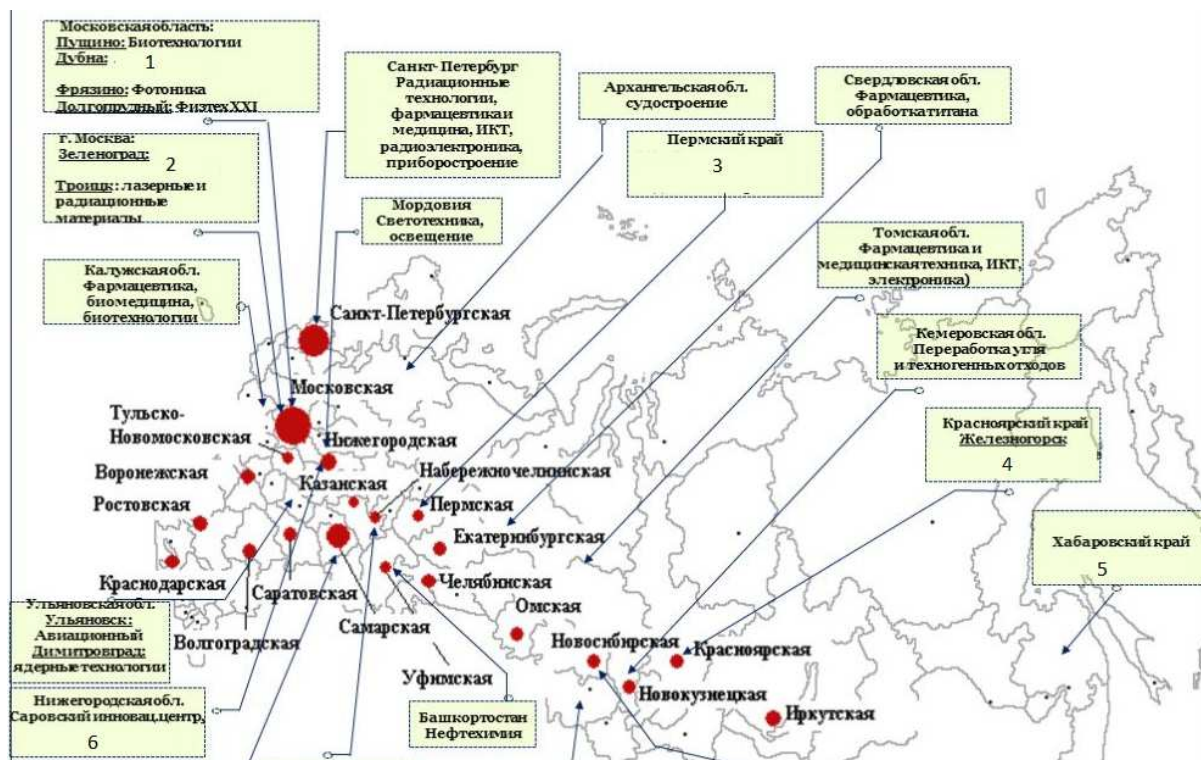 Московская область:
Пущино: Биотехнологии
Дубна:
1
Фрязино: Фотоника
Долгопрудный: Физтех XXI
г. Москва:
Зеленоград:
2
Троицк: лазерные и
радиационные
материалы
Калужская обл.
Фармацевтика,
биомедицина,
биотехнологии
Санкт-Петербург
Радиационные
технологии,
фармацевтика и
медицина, ИКТ,
радиоэлектроника,
приборостроение
Мордовия
Светотехника,
освещение
Архангельская обл.
судостроение
Пермский край
3
Свердловская обл.
Фармацевтика,
обработка титана
Томская обл.
Фармацевтика и
медицинская техника, ИКТ,
электроника)
Кемеровская обл.
Переработка угля
и техногенных отходов
Красноярский край
Железногорск
4
Хабаровский край
5
Санкт-Петербургская
Московская
Тульско-
Новомосковская
Нижегородская
Воронежская
Казанская
Набережночелнинская
Ростовская
Пермская
Екатеринбургская
Краснодарская
Саратовская
Челябинская
Волгоградская
Самарская
Омская
Уфимская
Новосибирская
Красноярская
Новокузнецкая
Иркутская
Ульяновская обл.
Ульяновск:
Авиационный
Димитровград:
ядерные технологии
Нижегородская обл.
Саровский инновац.центр,
6
Башкортостан
Нефтехимия